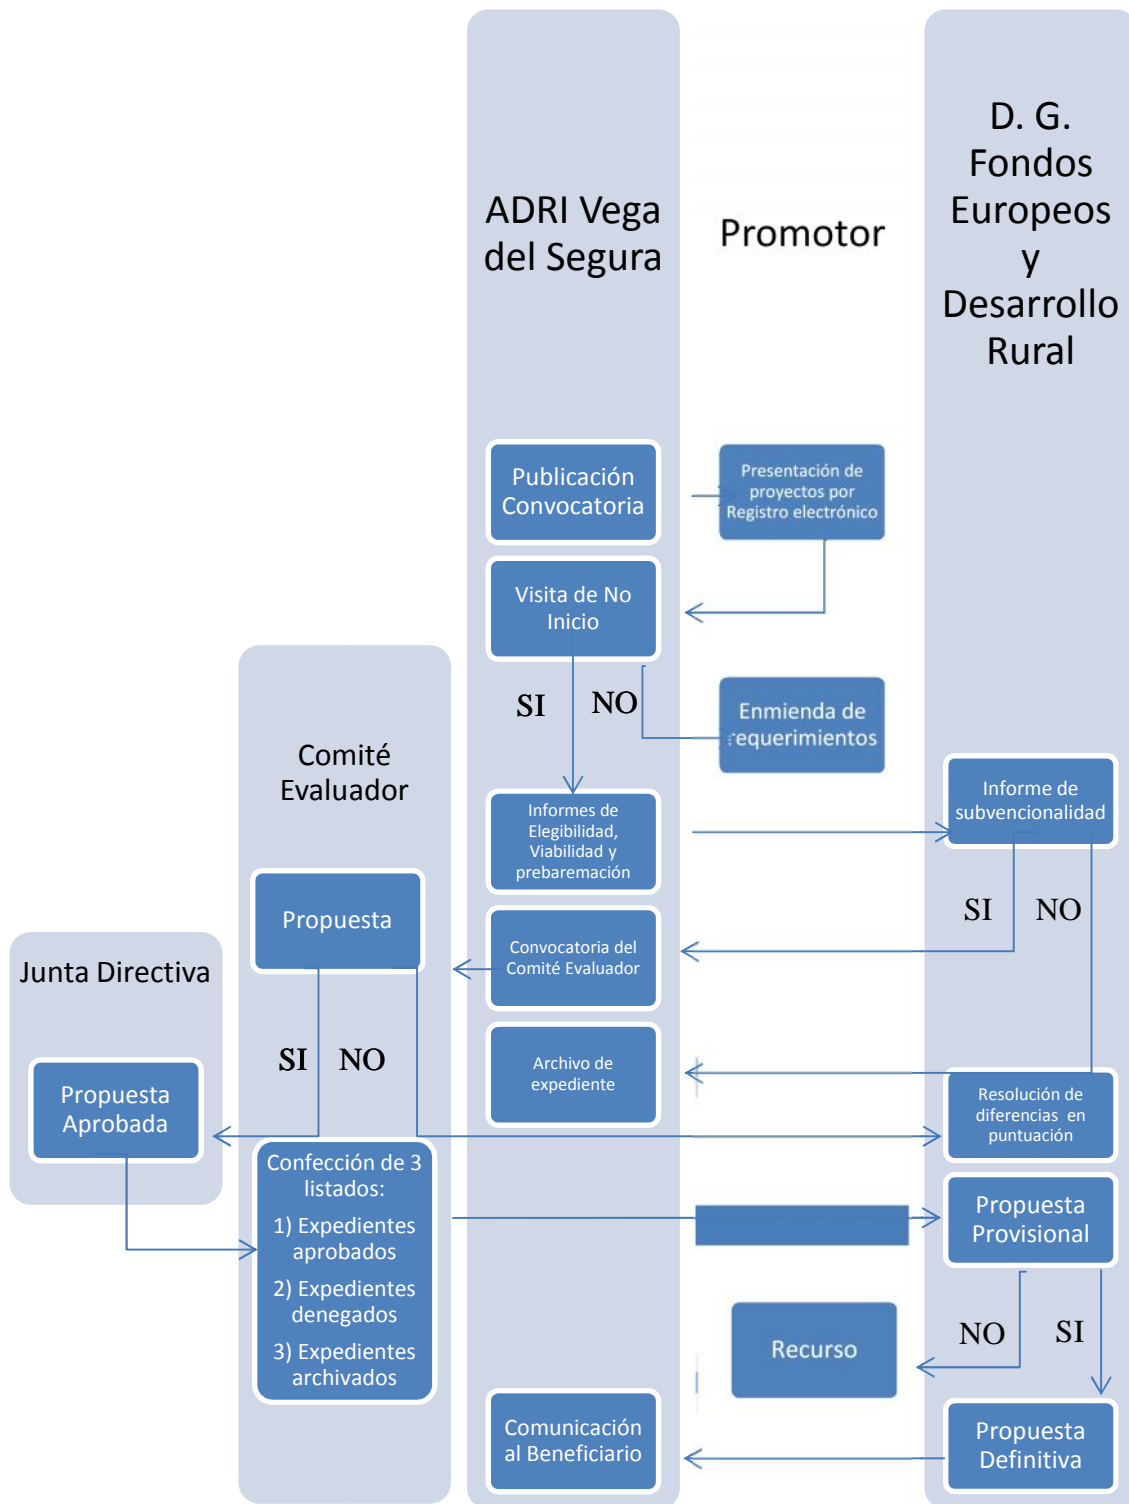 D. G.
Fondos
Europeos
y
Desarrollo
Rural
ADRI Vega
del Segura
Promotor
Publicación
Convocatoria
Presentación de
proyectos por
Registro electrónico
Visita de No
Inicio
SI NO
Enmienda de
requerimientos
Comité
Evaluador
Informes de
Elegibilidad,
Viabilidad y
prebaremación
Informe de
subvencionalidad
SI NO
Propuesta
Convocatoria del
Comité Evaluador
Junta Directiva
SI NO
Archivo de
expediente
Propuesta
Aprobada
Resolución de
diferencias en
puntuación
Confección de 3
listados:
1) Expedientes
aprobados
2) Expedientes
denegados
3) Expedientes
archivados
Propuesta
Provisional
NO SI
Recurso
Comunicación
al Beneficiario
Propuesta
Definitiva